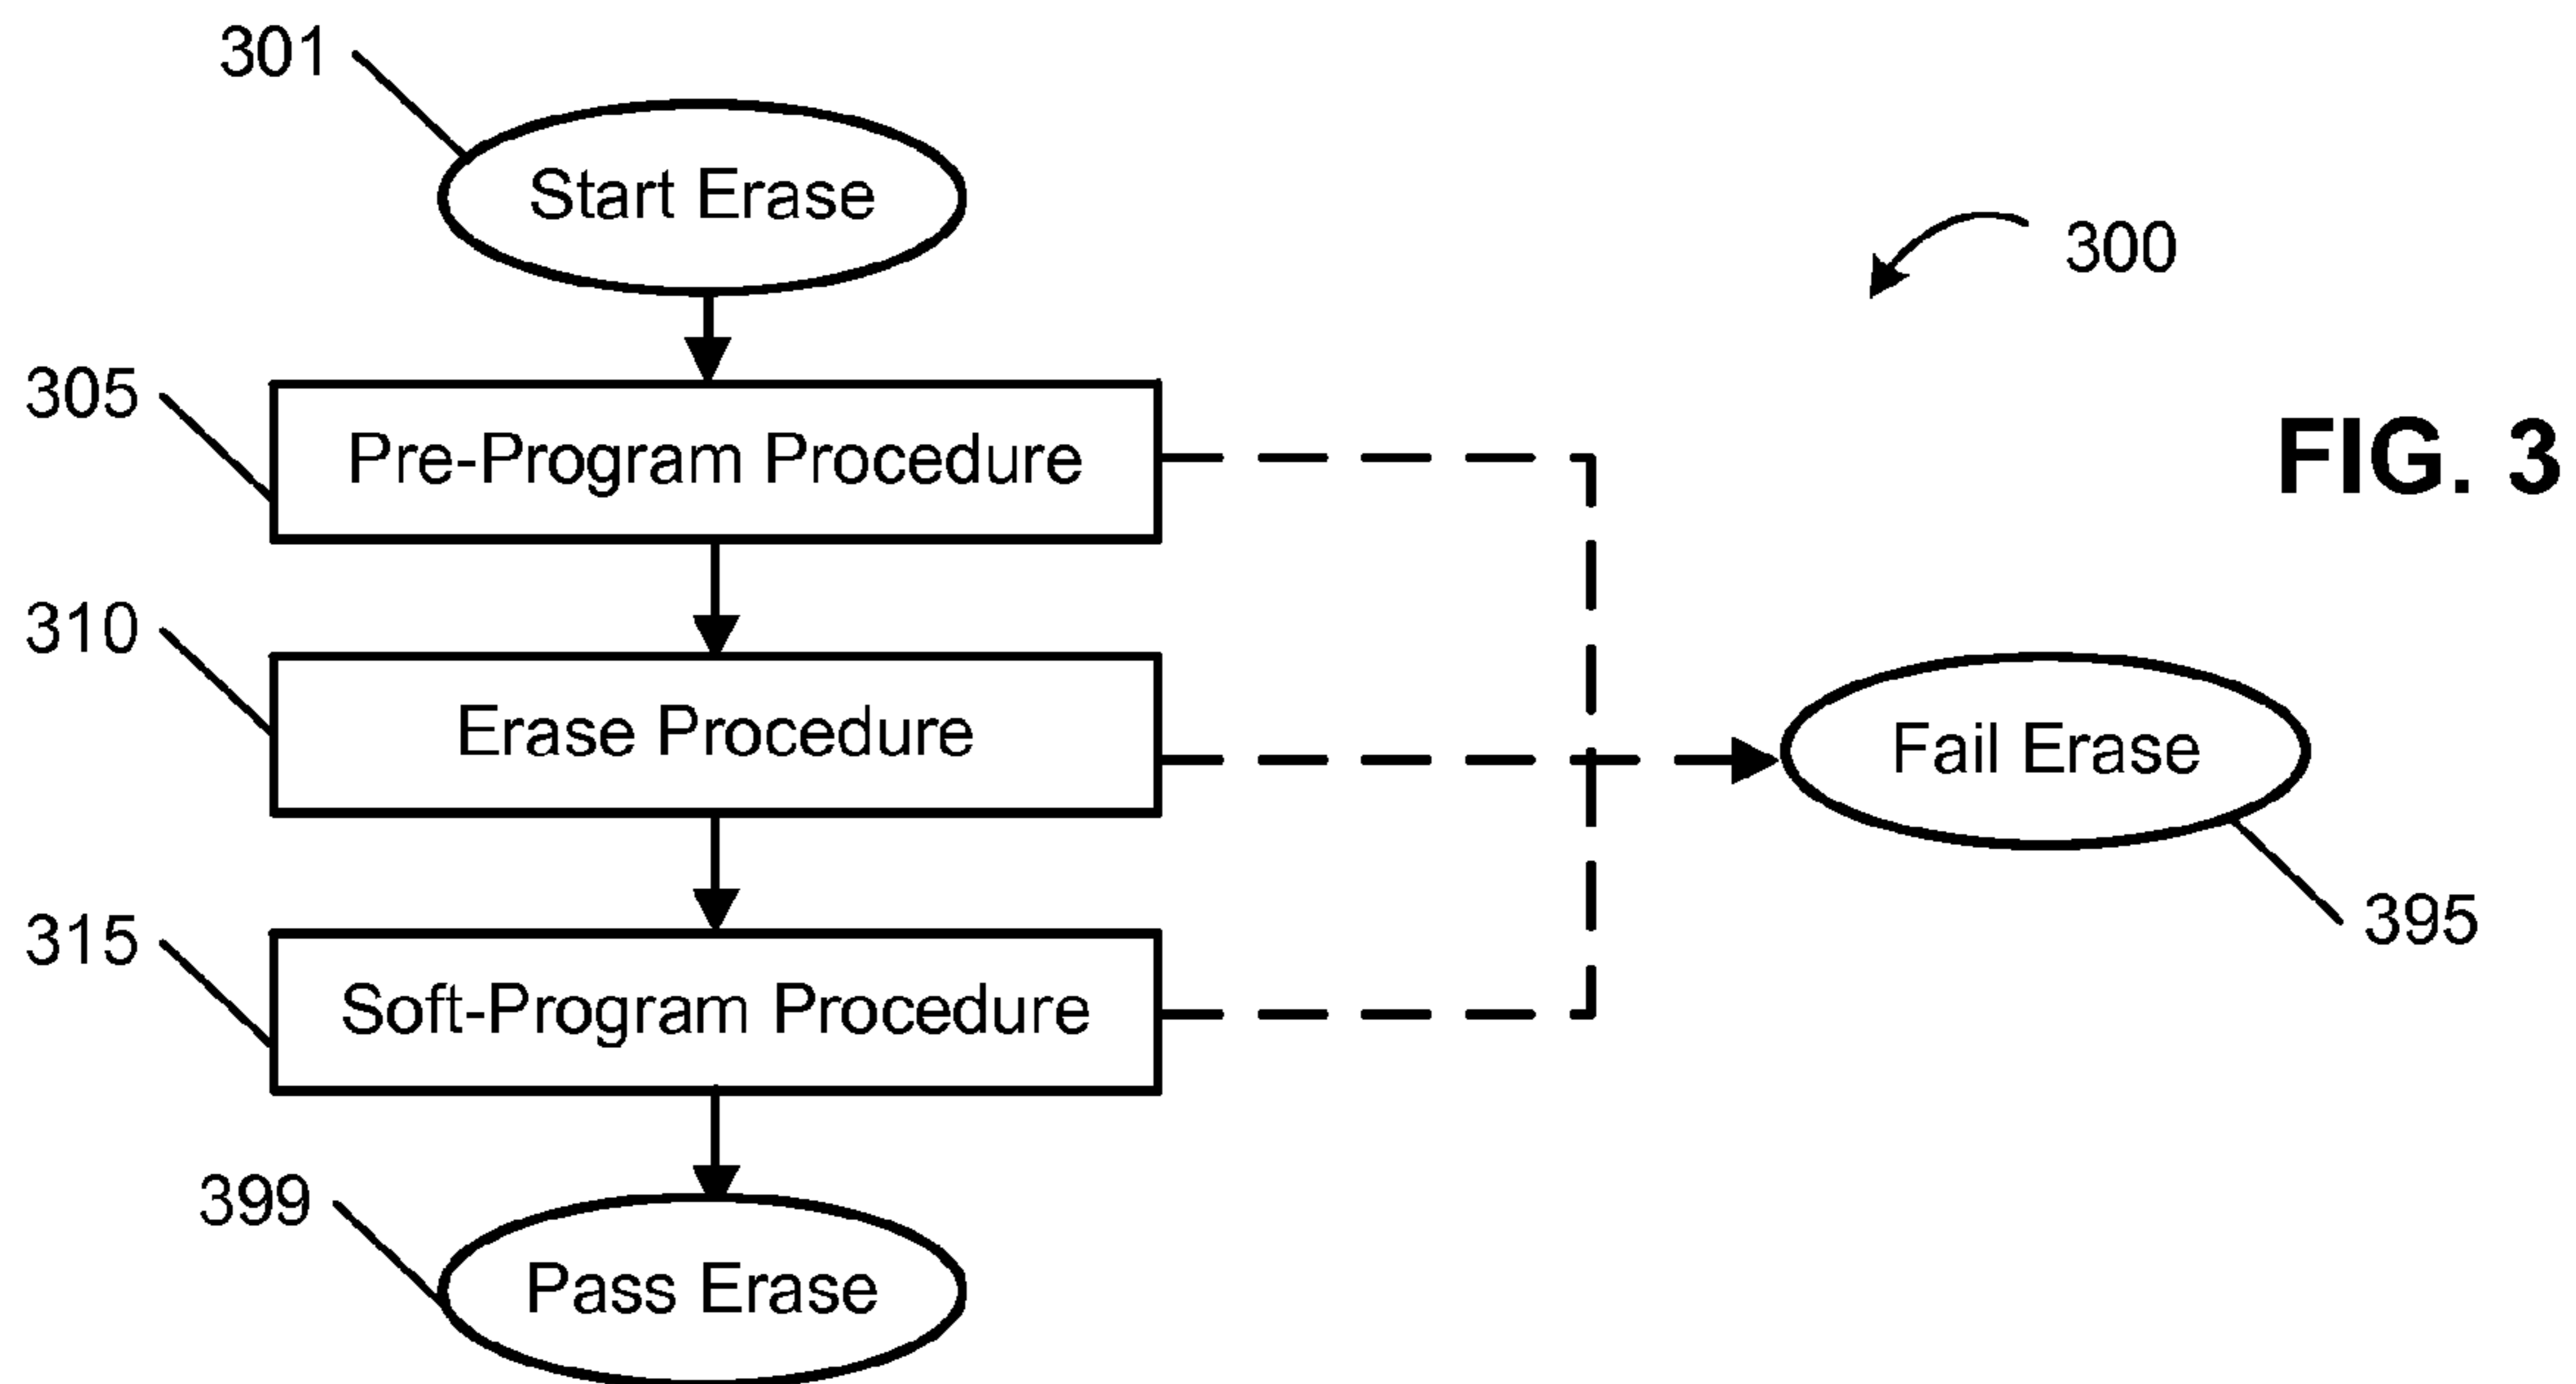 301
Start Erase
300
305
Pre-Program Procedure
FIG. 3
310
Erase Procedure
Fail Erase
395
315
Soft-Program Procedure
399
Pass Erase